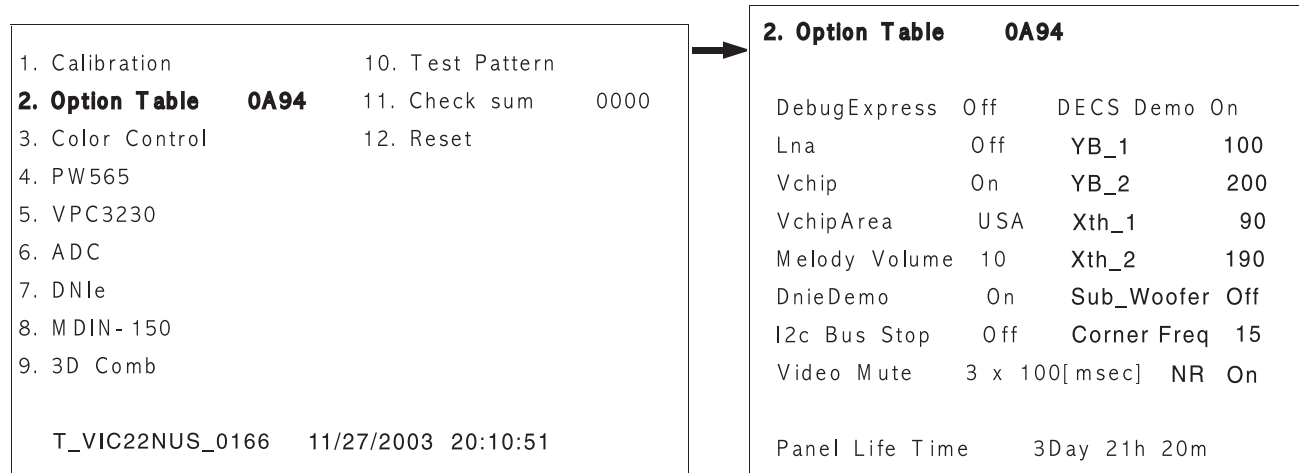 1. Calibration 10. Test Pattern
2. Option Table 0A94 11. Check sum 0000
3. Color Control 12. Reset
4. PW565
5. VPC3230
6. ADC
7. DNIe
8. MDIN-150
9. 3D Comb
T_VIC22NUS_0166 11/27/2003 20:10:51
2. Option Table 0A94
DebugExpress Off DECS Demo On
Lna Off YB_1 100
Vchip On YB_2 200
VchipArea USA Xth_1 90
Melody Volume 10 Xth_2 190
DnieDemo On Sub_Woofer Off
I2c Bus Stop Off Corner Freq 15
Video Mute 3 x 100[msec] NR On
Panel Life Time 3Day 21h 20m